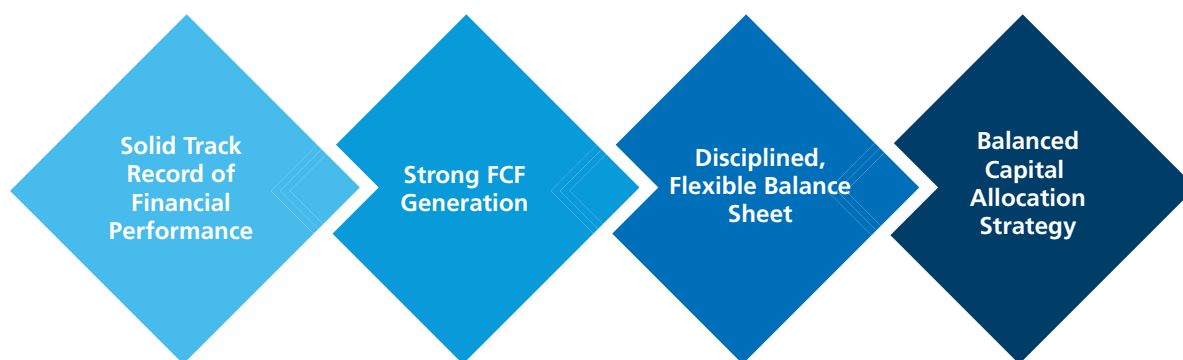 Solid Track
Record of
Financial
Performance
Strong FCF
Generation
Disciplined,
Flexible Balance
Sheet
Balanced
Capital
Allocation
Strategy